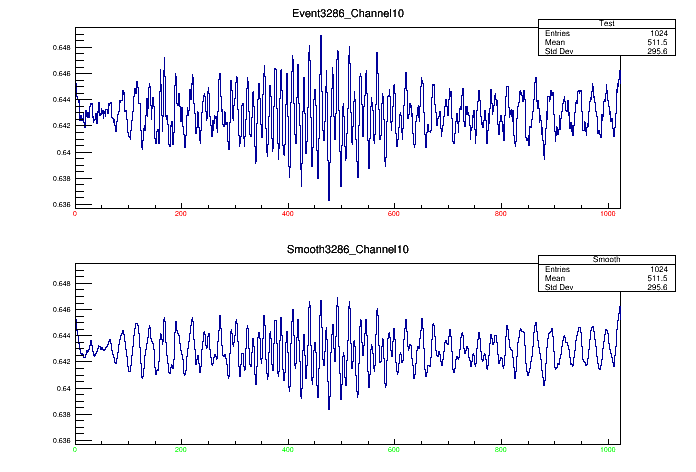 Event3286_Channel10
Test
Entries 1024
Mean 511.5
Std Dev 295.6
0.648
0.646
0.644
0.642
0.64
0.638
0.636
0 200 400 600 800 1000
Smooth3286_Channel10
Smooth
Entries 1024
Mean 511.5
Std Dev 295.6
0.648
0.646
0.644
0.642
0.64
0.638
0.636
0 200 400 600 800 1000